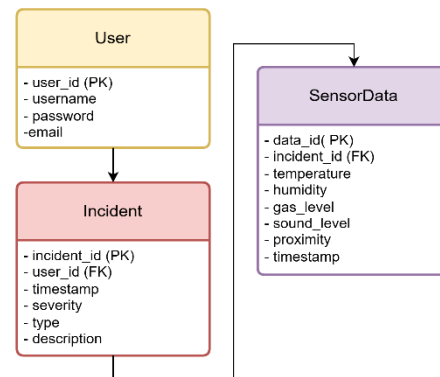 User
- user_id (PK)
- username
- password
-email
Incident
- incident_id (PK)
- user_id (FK)
- timestamp
- severity
- type
- description
SensorData
- data_id( PK)
- incident_id (FK)
- temperature
- humidity
- gas_level
- sound_level
- proximity
- timestamp